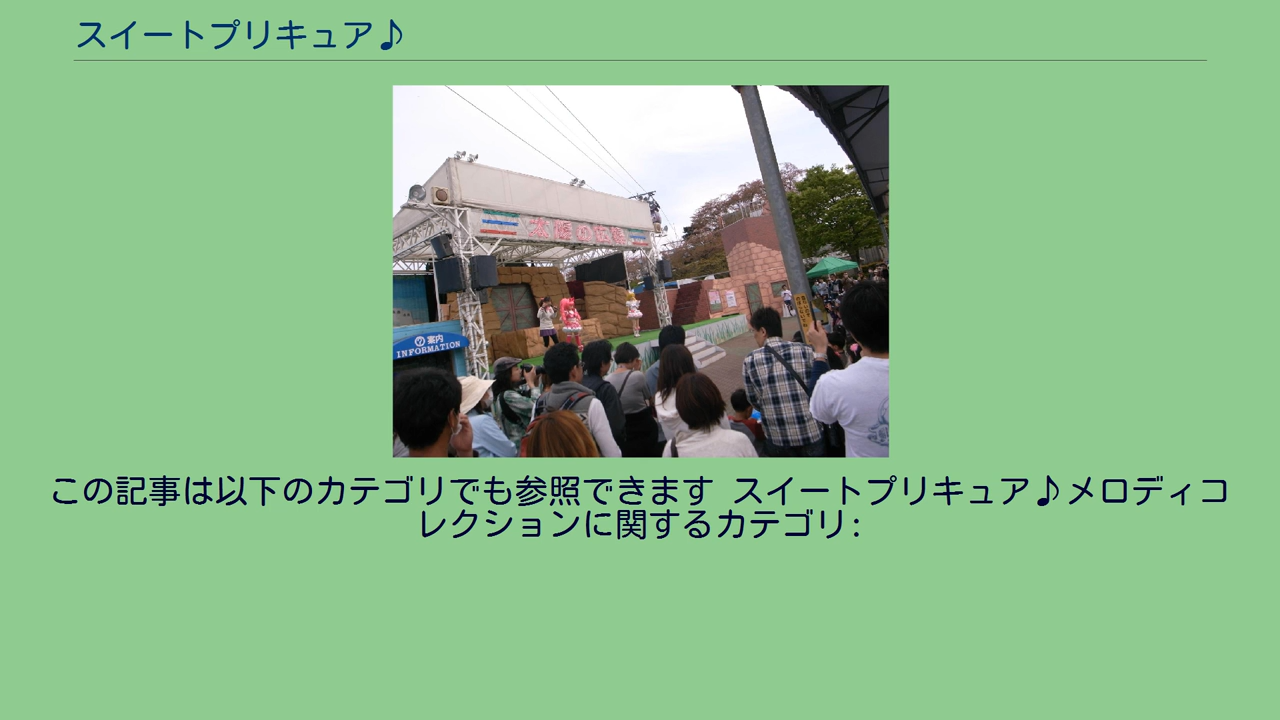 スイートプリキュア♪
案内
INFORMATION
この記事は以下のカテゴリでも参照できます スイートプリキュア♪メロディコ
レクションに関するカテゴリ: